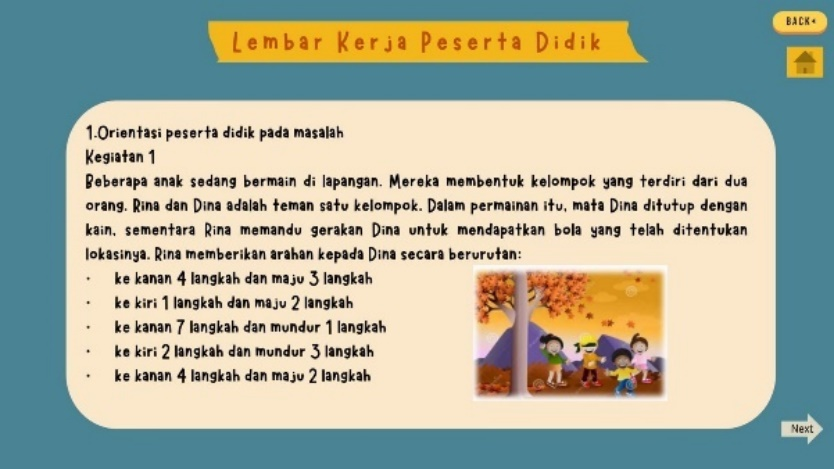 BACK
Lembar Kerja Peserta Didik
1.Orientasi peserta didik pada masalah
Kegiatan 1
Beberapa anak sedang bermain di lapangan. Mereka membentuk kelompok yang terdiri dari dua
orang. Rina dan Dina adalah teman satu kelompok. Dalam permainan itu, mata Dina ditutup dengan
kain, sementara Rina memandu gerakan Dina untuk mendapatkan bola yang telah ditentukan
lokasinya. Rina memberikan arahan kepada Dina secara berurutan:
· ke kanan 4 langkah dan maju 3 langkah
· ke kiri 1 langkah dan maju 2 langkah
· ke kanan 7 langkah dan mundur 1 langkah
· ke kiri 2 langkah dan mundur 3 langkah
· ke kanan 4 langkah dan maju 2 langkah
Next